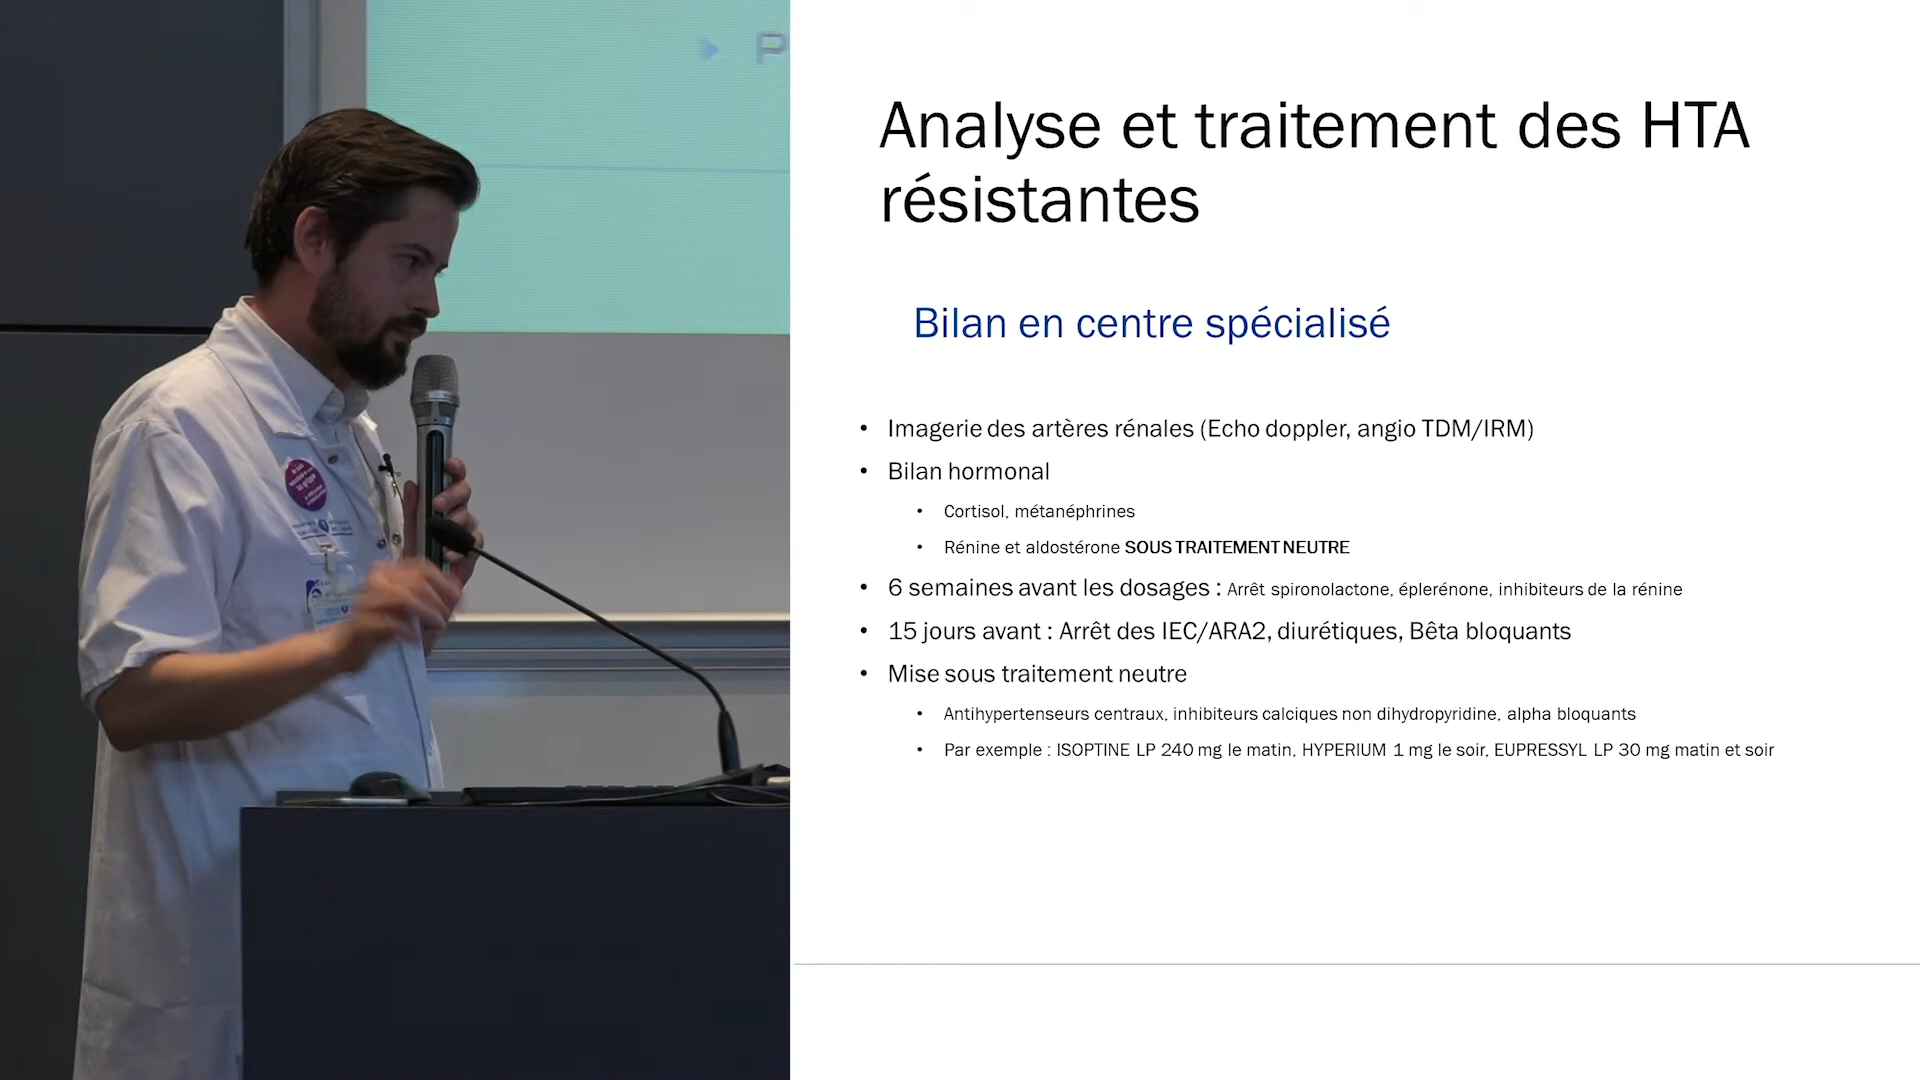 P
Analyse et traitement des HTA
résistantes
Bilan en centre spécialisé
• Imagerie des artères rénales (Echo doppler, angio TDM/IRM)
• Bilan hormonal
• Cortisol, métanéphrines
• Rénine et aldostérone SOUS TRAITEMENT NEUTRE
• 6 semaines avant les dosages : Arrêt spironolactone, éplerénone, inhibiteurs de la rénine
• 15 jours avant : Arrêt des IEC/ARA2, diurétiques, Bêta bloquants
• Mise sous traitement neutre
• Antihypertenseurs centraux, inhibiteurs calciques non dihydropyridine, alpha bloquants
• Par exemple : ISOPTINE LP 240 mg le matin, HYPERIUM 1 mg le soir, EUPRESSYL LP 30 mg matin et soir
la grippe